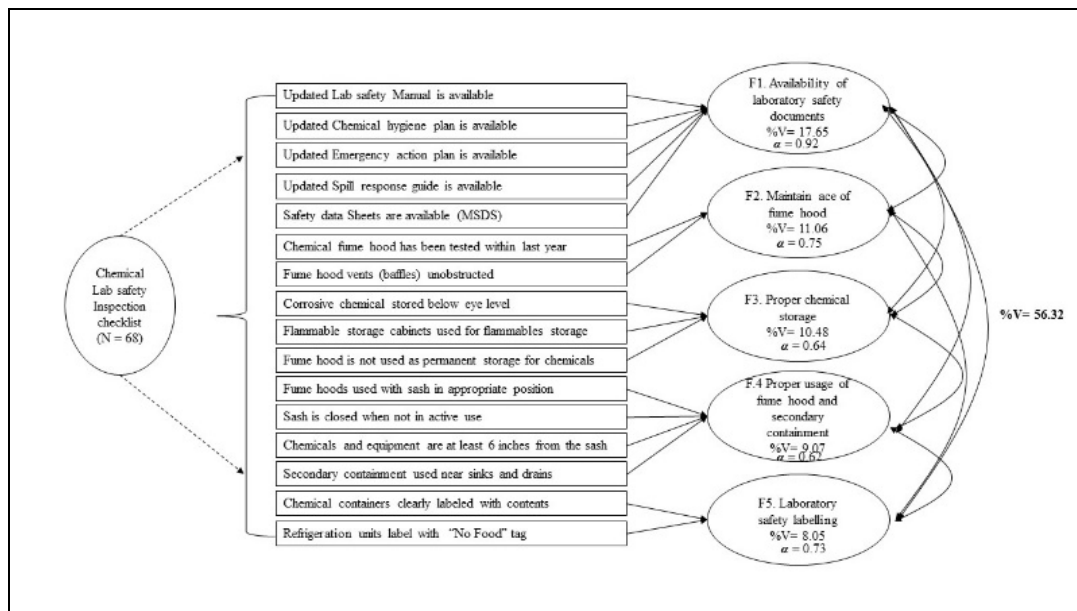 Chemical
Lab safety
Inspection
checklist
(N = 68)
Updated Lab safety Manual is available
Updated Chemical hygiene plan is available
Updated Emergency action plan is available
Updated Spill response guide is available
Safety data Sheets are available (MSDS)
Chemical fume hood has been tested within last year
Fume hood vents (baffles) unobstructed
Corrosive chemical stored below eye level
Flammable storage cabinets used for flammables storage
Fume hood is not used as permanent storage for chemicals
Fume hoods used with sash in appropriate position
Sash is closed when not in active use
Chemicals and equipment are at least 6 inches from the sash
Secondary containment used near sinks and drains
Chemical containers clearly labeled with contents
Refrigeration units label with “No Food” tag
F1. Availability of
laboratory safety
documents
%V= 17.65
α = 0.92
F2. Maintain ace of
fume hood
%V= 11.06
α = 0.75
F3. Proper chemical
storage
%V= 10.48
α = 0.64
F.4 Proper usage of
fume hood and
secondary
containment
%V= 9.07
α = 0.62
F5. Laboratory
safety labelling
%V= 8.05
α = 0.73
%V= 56.32